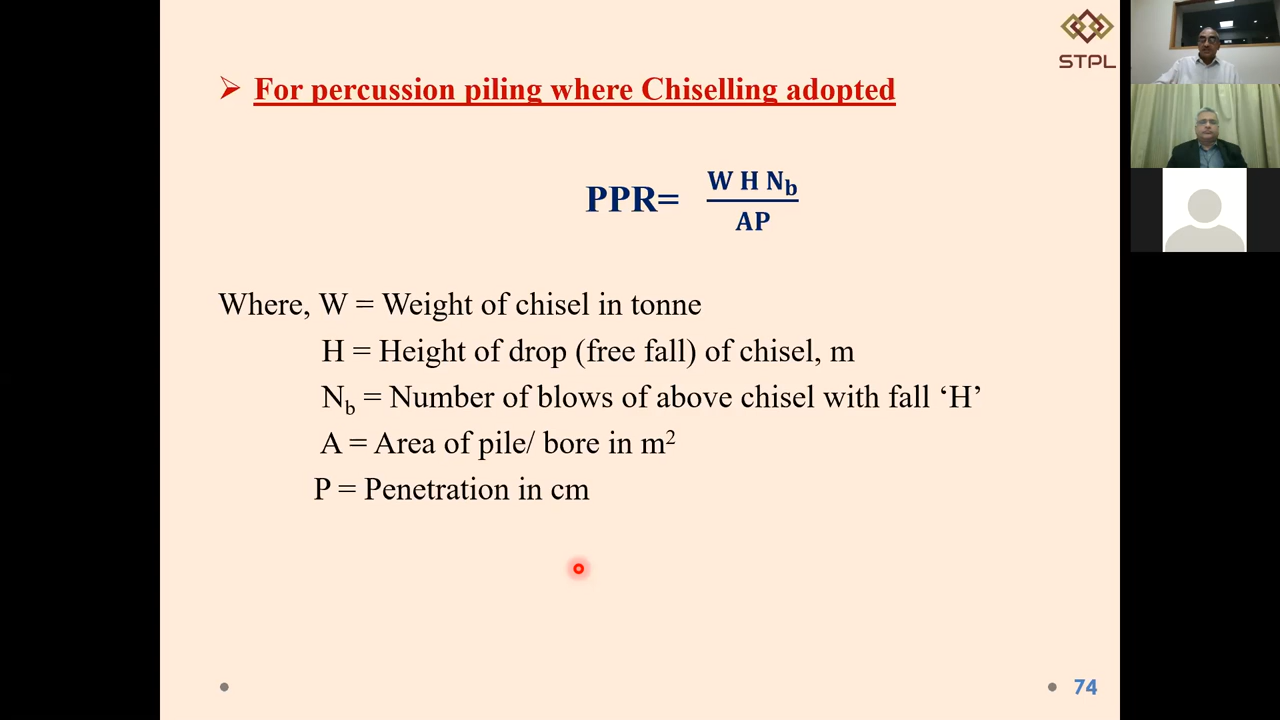 STPL
➢ For percussion piling where Chiselling adopted
PPR= W H N_b / AP
Where, W = Weight of chisel in tonne
H = Height of drop (free fall) of chisel, m
N_b = Number of blows of above chisel with fall ‘H’
A = Area of pile/ bore in m²
P = Penetration in cm
74